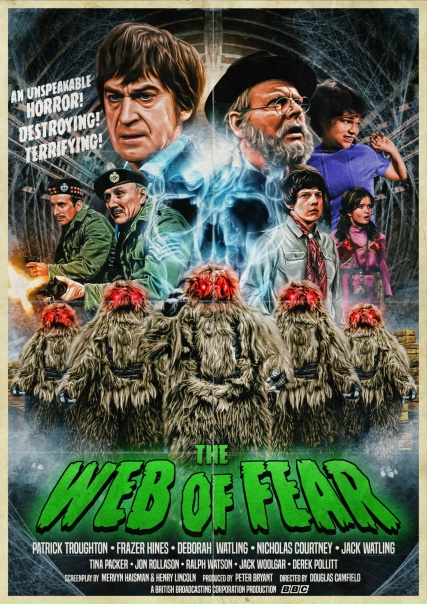 AN UNSPEAKABLE
HORROR!
DESTROYING!
TERRIFYING!
THE
WEB OF FEAR
PATRICK TROUGHTON • FRAZER HINES • DEBORAH WATLING • NICHOLAS COURTNEY • JACK WATLING
TINA PACKER • JON ROLLASON • RALPH WATSON • JACK WOOLGAR • DEREK POLLITT
SCREENPLAY BY MERVYN HAISMAN & HENRY LINCOLN PRODUCED BY PETER BRYANT DIRECTED BY DOUGLAS CAMFIELD
A BRITISH BROADCASTING CORPORATION PRODUCTION BBC